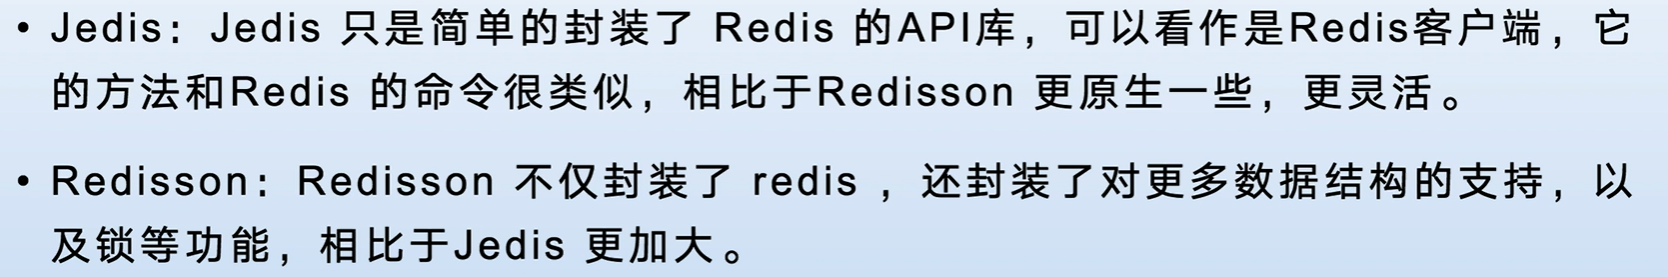 • Jedis：Jedis 只是简单的封装了 Redis 的API库，可以看作是Redis客户端，它
的方法和Redis 的命令很类似，相比于Redisson 更原生一些，更灵活。
• Redisson：Redisson 不仅封装了 redis ，还封装了对更多数据结构的支持，以
及锁等功能，相比于Jedis 更加大。